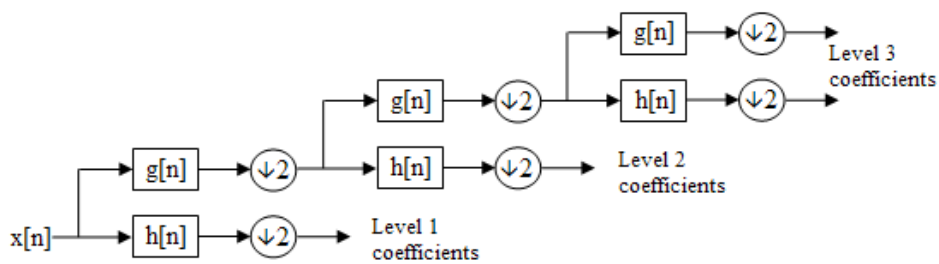 g[n] ↓2
Level 3
coefficients
g[n] ↓2 h[n] ↓2
g[n] ↓2 h[n] ↓2
Level 2
coefficients
x[n] h[n] ↓2
Level 1
coefficients